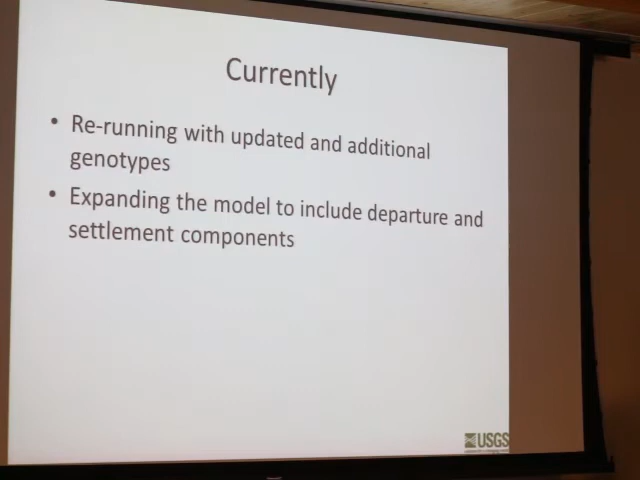 Currently
• Re-running with updated and additional
genotypes
• Expanding the model to include departure and
settlement components
USGS